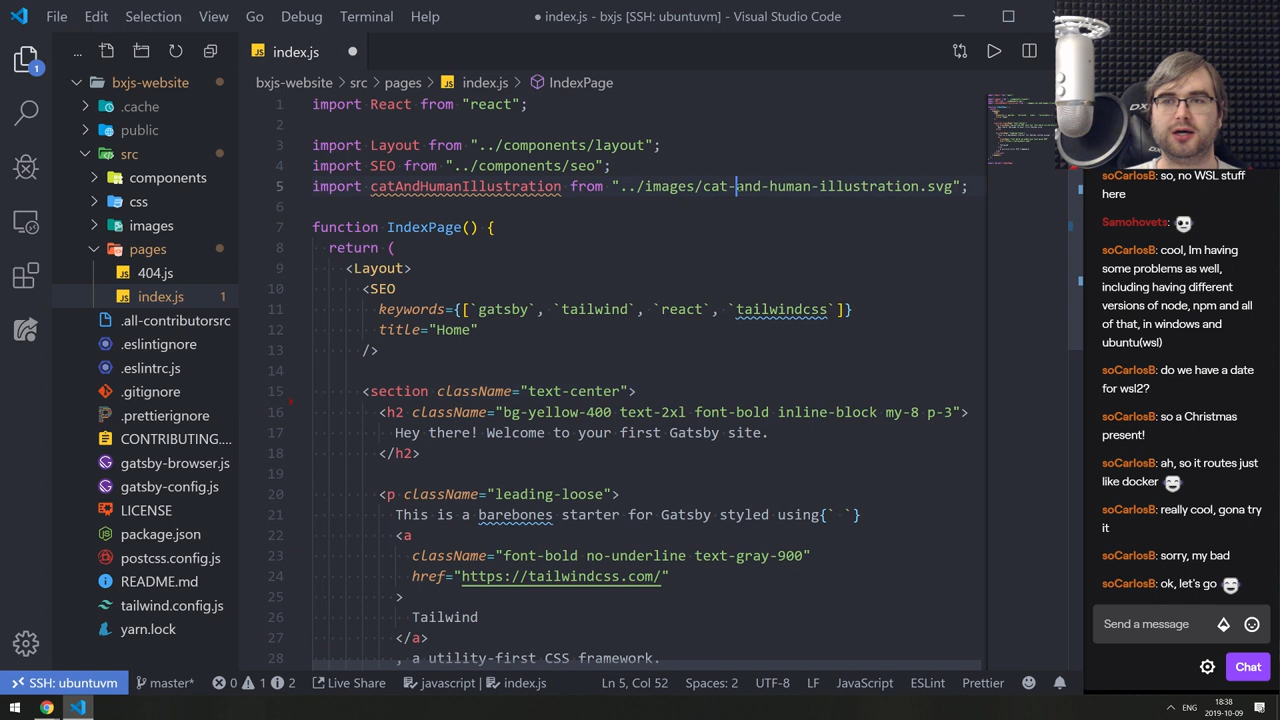 File Edit Selection View Go Debug Terminal Help
● index.js - bxjs [SSH: ubuntuvm] - Visual Studio Code
...
index.js ●
bxjs-website
.cache
public
src
components
css
images
pages
404.js
index.js 1
.all-contributorsrc
.eslintignore
.eslintrc.js
.gitignore
.prettierignore
CONTRIBUTING....
gatsby-browser.js
gatsby-config.js
LICENSE
package.json
postcss.config.js
README.md
tailwind.config.js
yarn.lock
1
bxjs-website > src > pages > index.js > IndexPage
1 import React from "react";
2
3 import Layout from "../components/layout";
4 import SEO from "../components/seo";
5 import catAndHumanIllustration from "../images/cat-and-human-illustration.svg";
6
7 function IndexPage() {
8 return (
9 <Layout>
10 <SEO
11 keywords={[`gatsby`, `tailwind`, `react`, `tailwindcss`]}
12 title="Home"
13 />
14
15 <section className="text-center">
16 <h2 className="bg-yellow-400 text-2xl font-bold inline-block my-8 p-3">
17 Hey there! Welcome to your first Gatsby site.
18 </h2>
19
20 <p className="leading-loose">
21 This is a barebones starter for Gatsby styled using{` `}
22 <a
23 className="font-bold no-underline text-gray-900"
24 href="https://tailwindcss.com/"
25 >
26 Tailwind
27 </a>
28 , a utility-first CSS framework.
soCarlosB: so, no WSL stuff
here
Samohovets:
soCarlosB: cool, Im having
some problems as well,
including having different
versions of node, npm and all
of that, in windows and
ubuntu(wsl)
soCarlosB: do we have a date
for wsl2?
soCarlosB: so a Christmas
present!
soCarlosB: ah, so it routes just
like docker
soCarlosB: really cool, gona try
it
soCarlosB: sorry, my bad
soCarlosB: ok, let's go
Send a message
Chat
SSH: ubuntuvm master* 0 1 2 Live Share javascript | index.js Ln 5, Col 52 Spaces: 2 UTF-8 LF JavaScript ESLint Prettier
ENG 18:38
2019-10-09